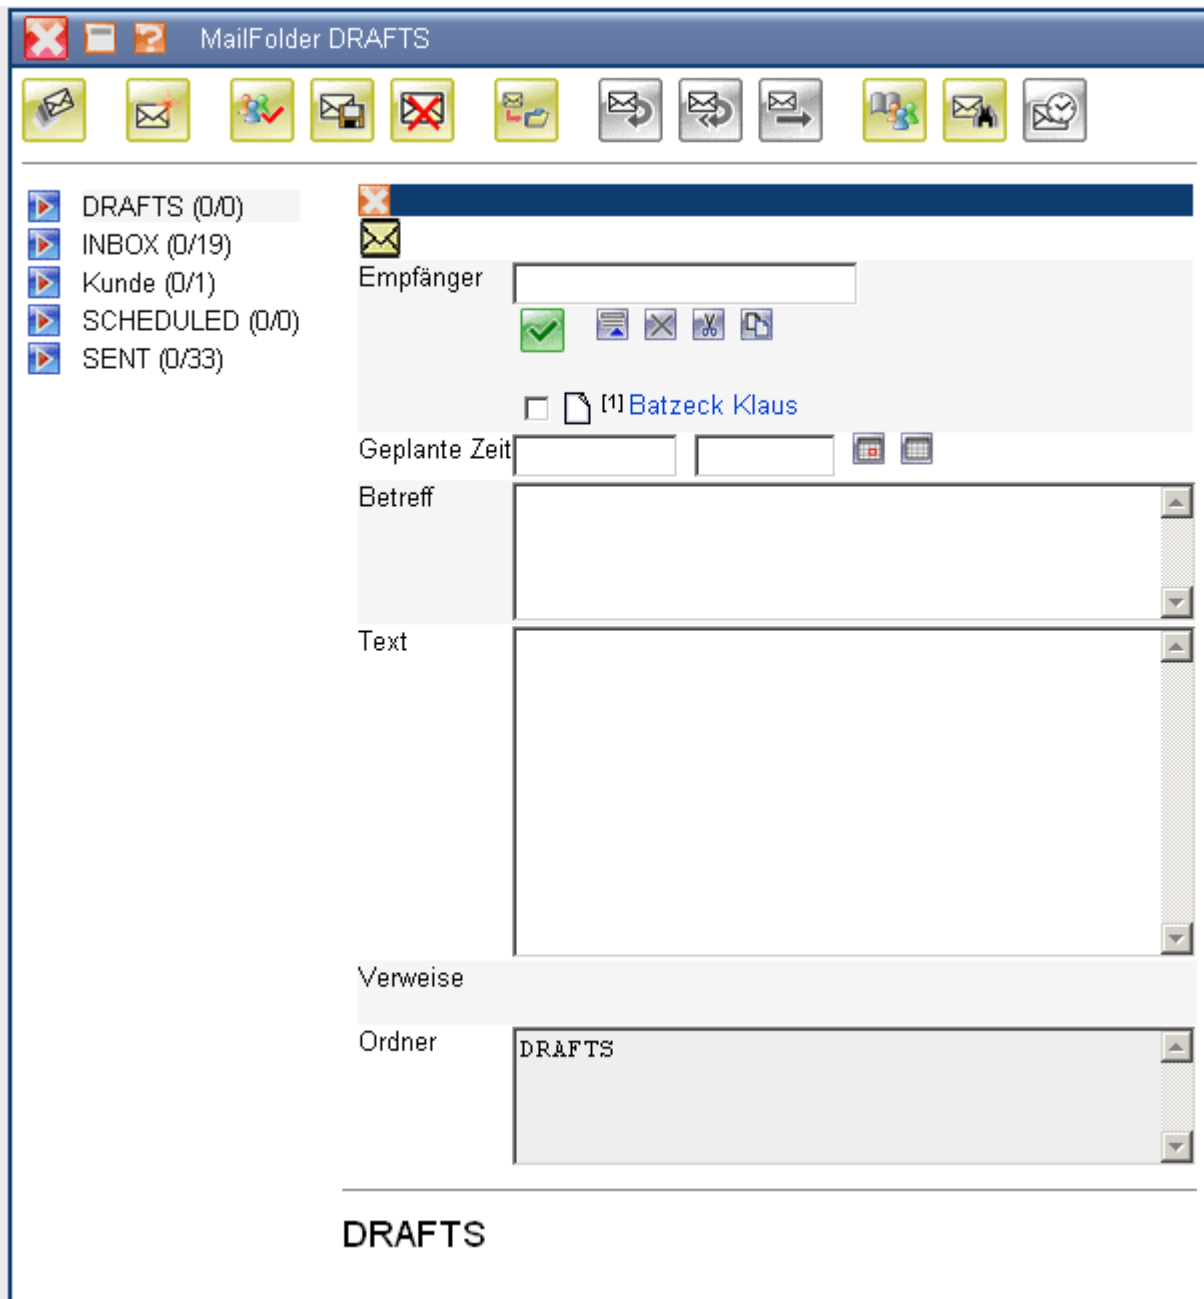 MailFolder DRAFTS
DRAFTS (0/0)
INBOX (0/19)
Kunde (0/1)
SCHEDULED (0/0)
SENT (0/33)
Empfänger
[1] Batzeck Klaus
Geplante Zeit
Betreff
Text
Verweise
Ordner
DRAFTS
DRAFTS